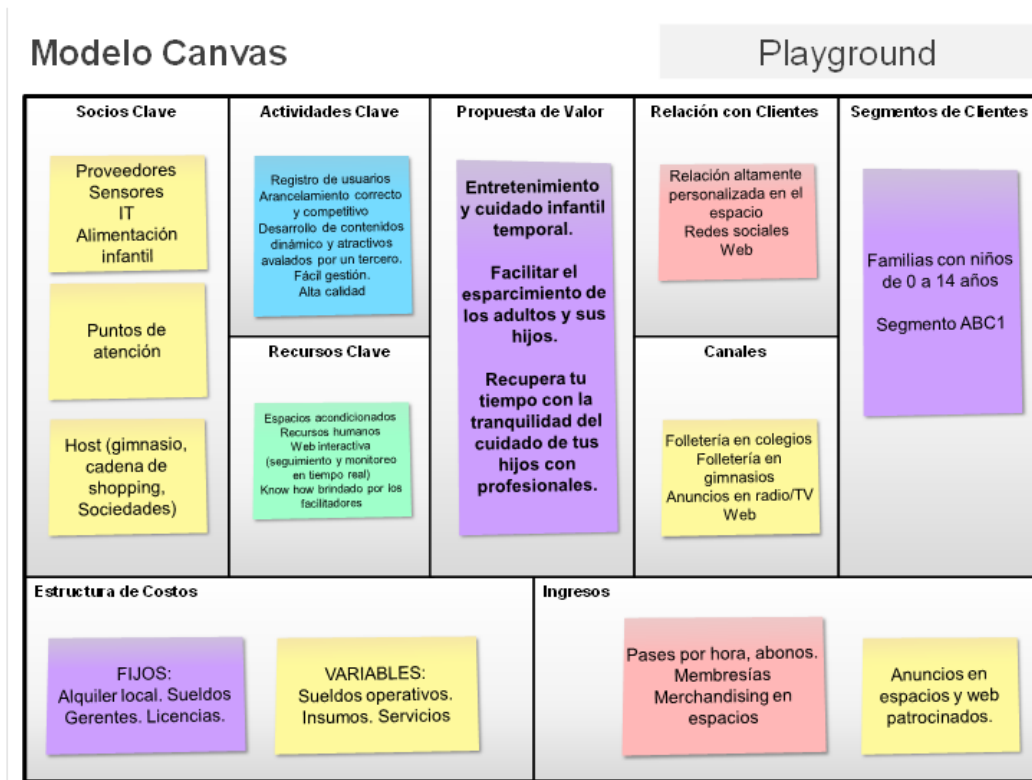 Modelo Canvas
Playground
Socios Clave
Proveedores
Sensores
IT
Alimentación
infantil
Puntos de
atención
Host (gimnasio,
cadena de
shopping,
Sociedades)
Actividades Clave
Registro de usuarios
Arancelamiento correcto
y competitivo
Desarrollo de contenidos
dinámico y atractivos
avalados por un tercero.
Fácil gestión.
Alta calidad
Recursos Clave
Espacios acondicionados
Recursos humanos
Web interactiva
(seguimiento y monitoreo
en tiempo real)
Know how brindado por los
facilitadores
Propuesta de Valor
Entretenimiento
y cuidado infantil
temporal.
Facilitar el
esparcimiento de
los adultos y sus
hijos.
Recupera tu
tiempo con la
tranquilidad del
cuidado de tus
hijos con
profesionales.
Relación con Clientes
Relación altamente
personalizada en el
espacio
Redes sociales
Web
Canales
Folletería en colegios
Folletería en
gimnasios
Anuncios en radio/TV
Web
Segmentos de Clientes
Familias con niños
de 0 a 14 años
Segmento ABC1
Estructura de Costos
FIJOS:
Alquiler local. Sueldos
Gerentes. Licencias.
VARIABLES:
Sueldos operativos.
Insumos. Servicios
Ingresos
Pases por hora, abonos.
Membresías
Merchandising en
espacios
Anuncios en
espacios y web
patrocinados.